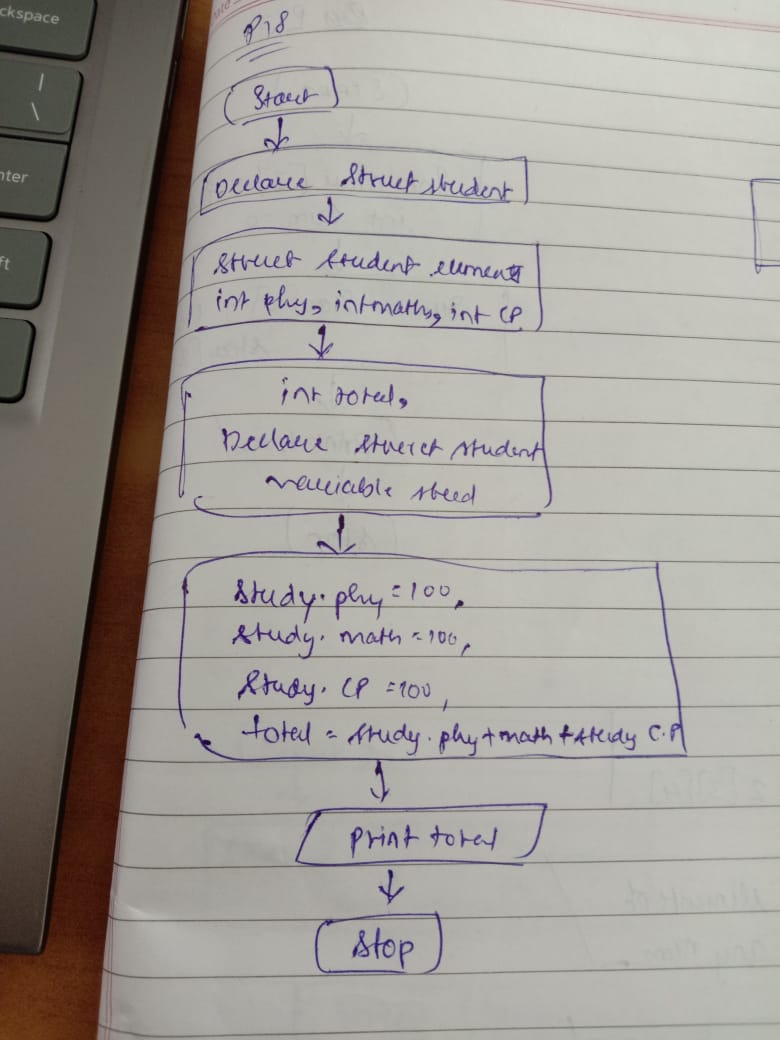 ckspace
|
\
nter
ft
P18
Start
Declare Struct student
Struct Student elements
int phy, int math, int CP
int total,
Declare struct student
variable
Study. phy = 100,
Study. math = 100,
Study. CP = 100,
total = study. phy + math + study C.P
Print total
Stop